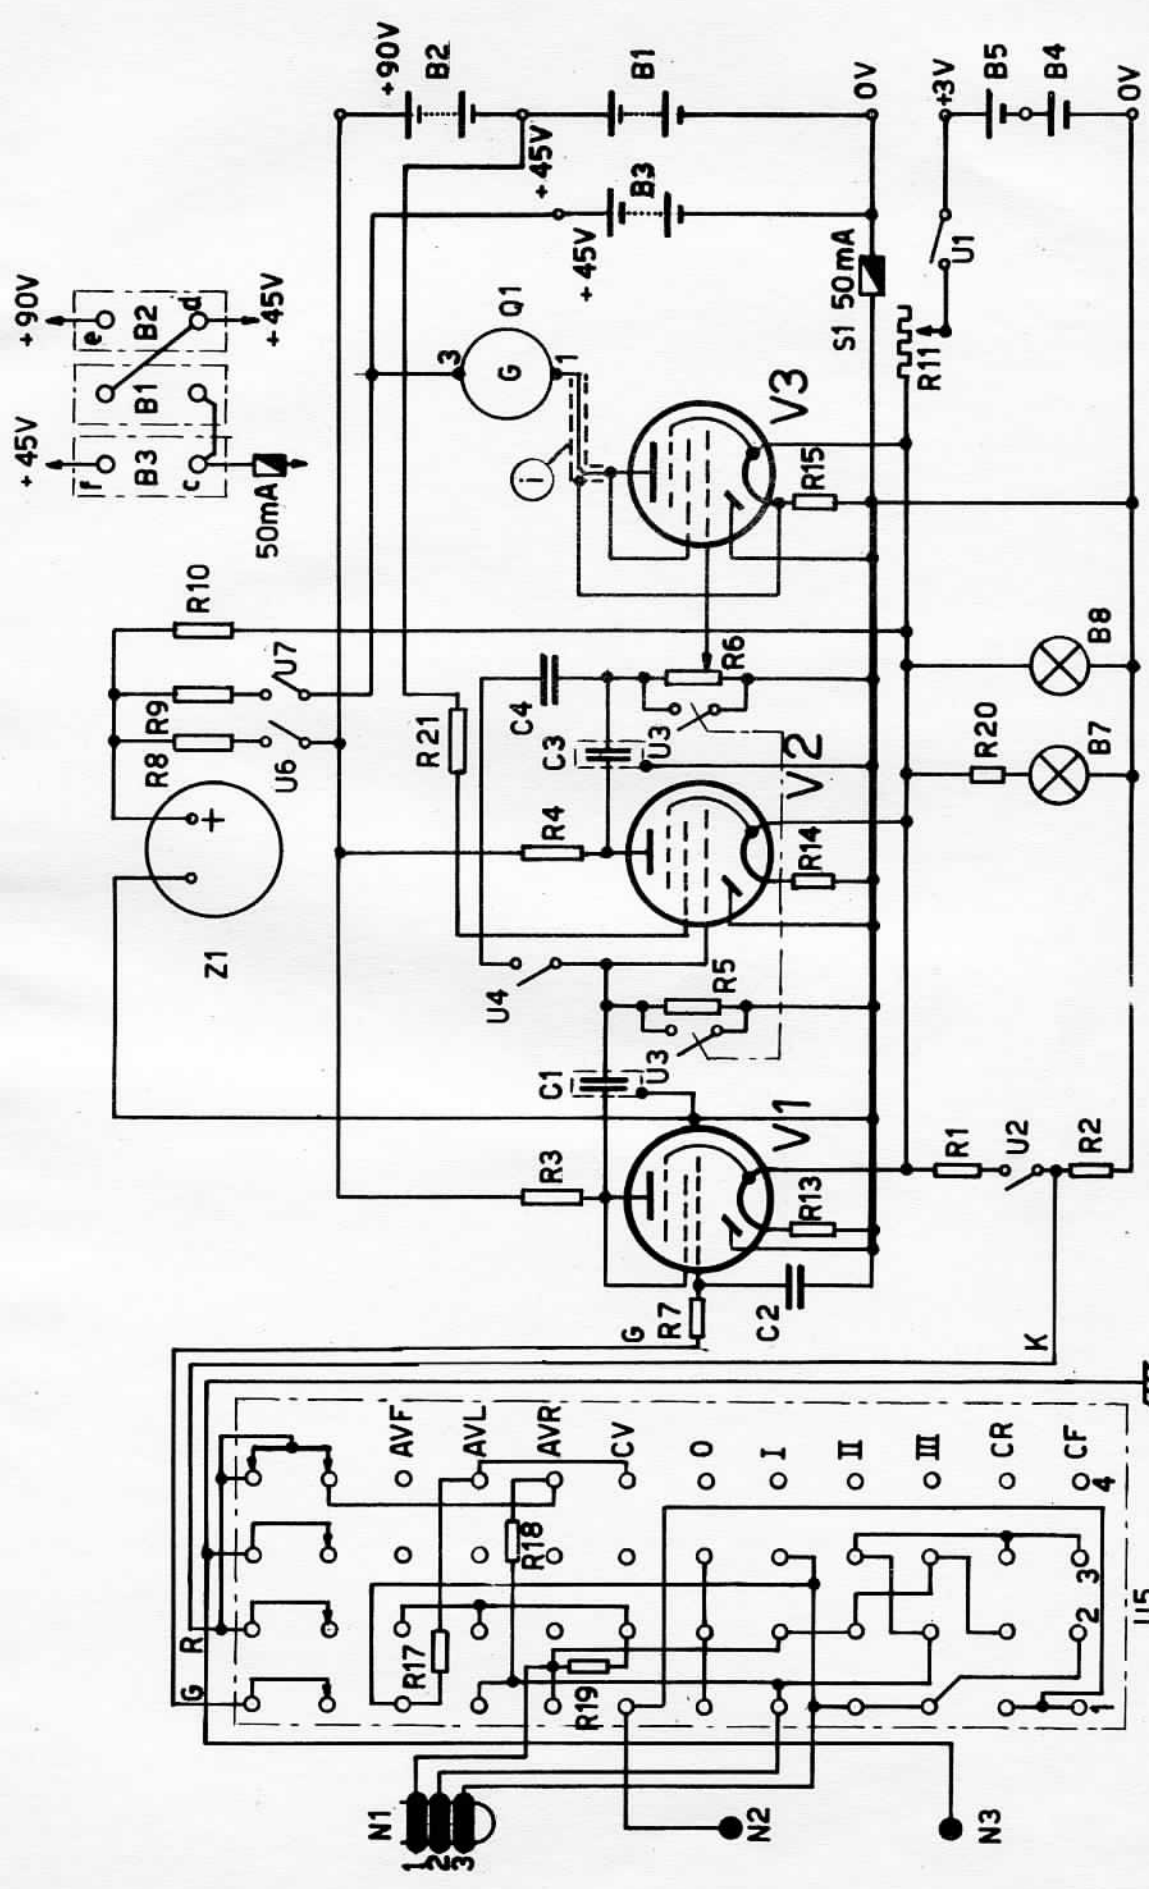 +90V
+45V
+45V
e
B2
d
B1
f
B3
c
50mA
+90V
B2
+45V
B1
0V
+3V
B5
B4
0V
+45V
B3
S1 50mA
U1
R11
Q1
3
G
1
i
V3
R15
R10
R9
U7
R8
U6
Z1
+
R21
C4
C3
U3
R6
V2
R4
R14
R20
B8
B7
U4
R5
U3
C1
V1
R3
R13
R1
U2
R2
G
R7
C2
K
AVF
AVL
AVR
CV
0
I
II
III
CR
CF
4
3
2
1
R18
R17
R19
R
G
U5
N1
1
2
3
N2
N3